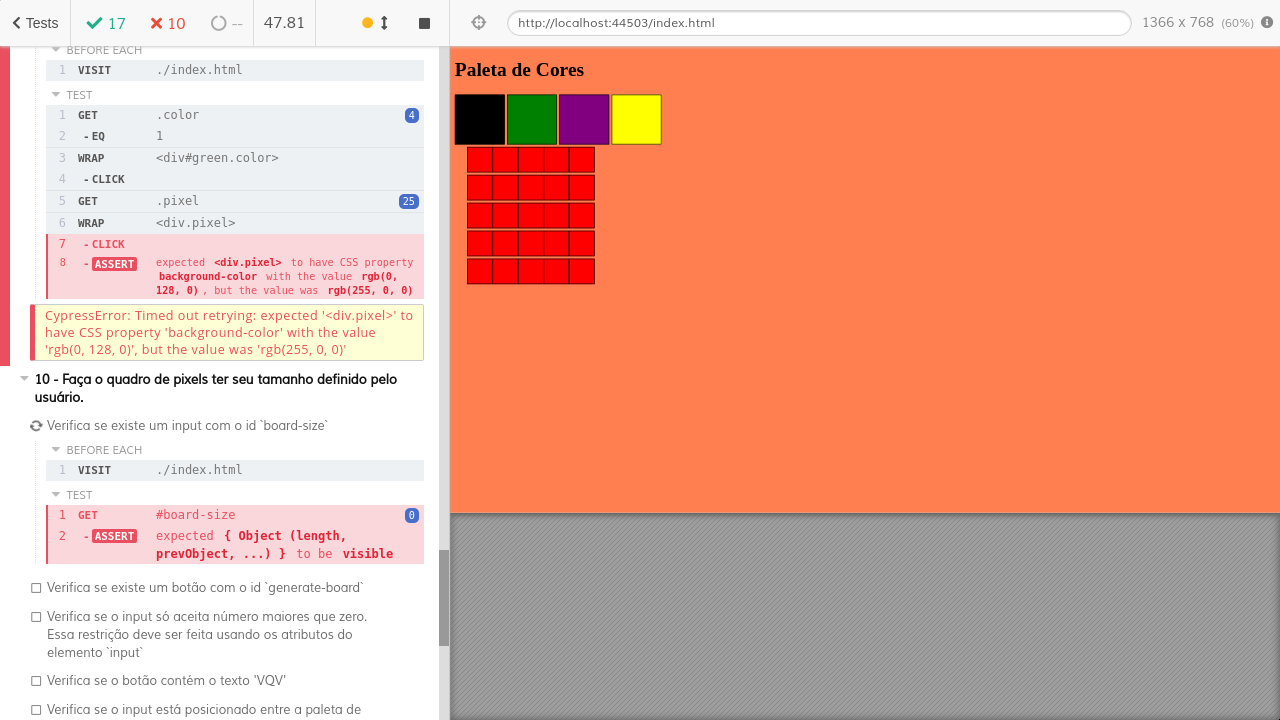 Tests
17
10
--
47.81
http://localhost:44503/index.html
1366 x 768 (60%)
BEFORE EACH
1 VISIT ./index.html
TEST
1 GET .color 4
2 - EQ 1
3 WRAP <div#green.color>
4 - CLICK
5 GET .pixel 25
6 WRAP <div.pixel>
7 - CLICK
8 - ASSERT expected <div.pixel> to have CSS property
background-color with the value rgb(0,
128, 0), but the value was rgb(255, 0, 0)
CypressError: Timed out retrying: expected '<div.pixel>' to
have CSS property 'background-color' with the value
'rgb(0, 128, 0)', but the value was 'rgb(255, 0, 0)'
10 - Faça o quadro de pixels ter seu tamanho definido pelo
usuário.
Verifica se existe um input com o id `board-size`
BEFORE EACH
1 VISIT ./index.html
TEST
1 GET #board-size 0
2 - ASSERT expected { Object (length,
prevObject, ...) } to be visible
Verifica se existe um botão com o id `generate-board`
Verifica se o input só aceita número maiores que zero.
Essa restrição deve ser feita usando os atributos do
elemento `input`
Verifica se o botão contém o texto 'VQV'
Verifica se o input está posicionado entre a paleta de
Paleta de Cores